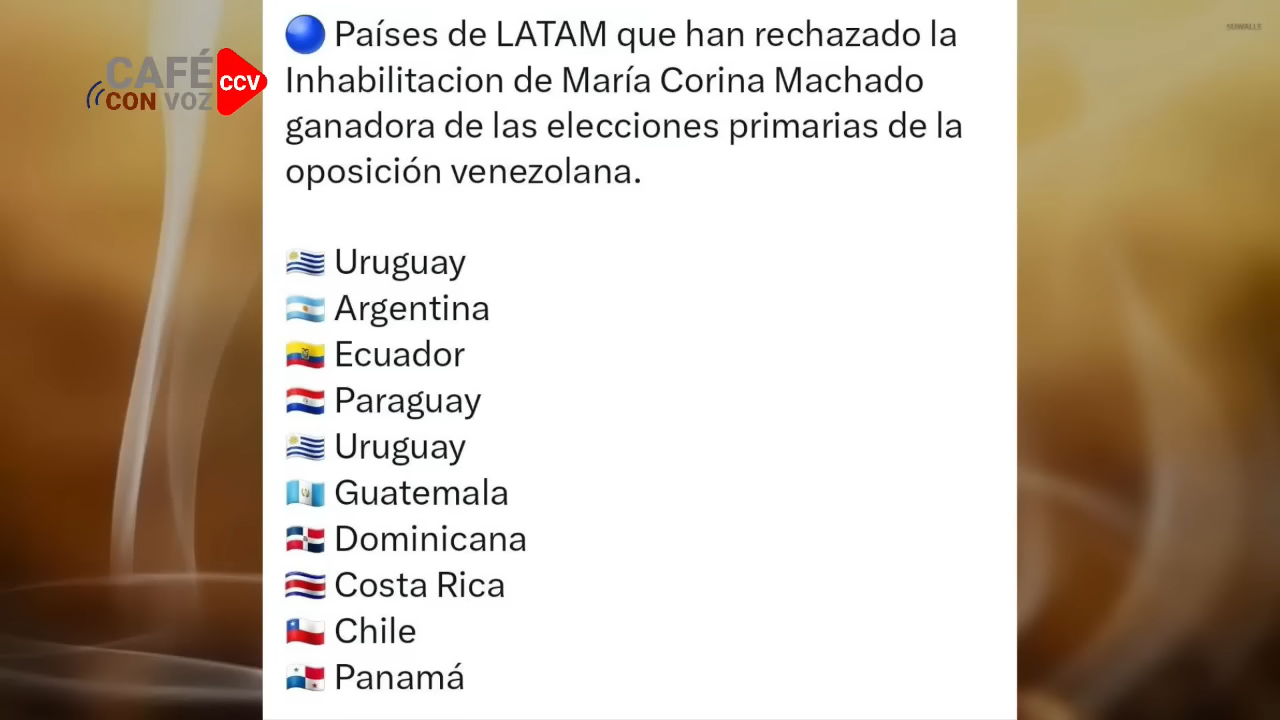 CAFÉ
CON VOZ
CCV
Países de LATAM que han rechazado la
Inhabilitacion de María Corina Machado
ganadora de las elecciones primarias de la
oposición venezolana.
Uruguay
Argentina
Ecuador
Paraguay
Uruguay
Guatemala
Dominicana
Costa Rica
Chile
Panamá